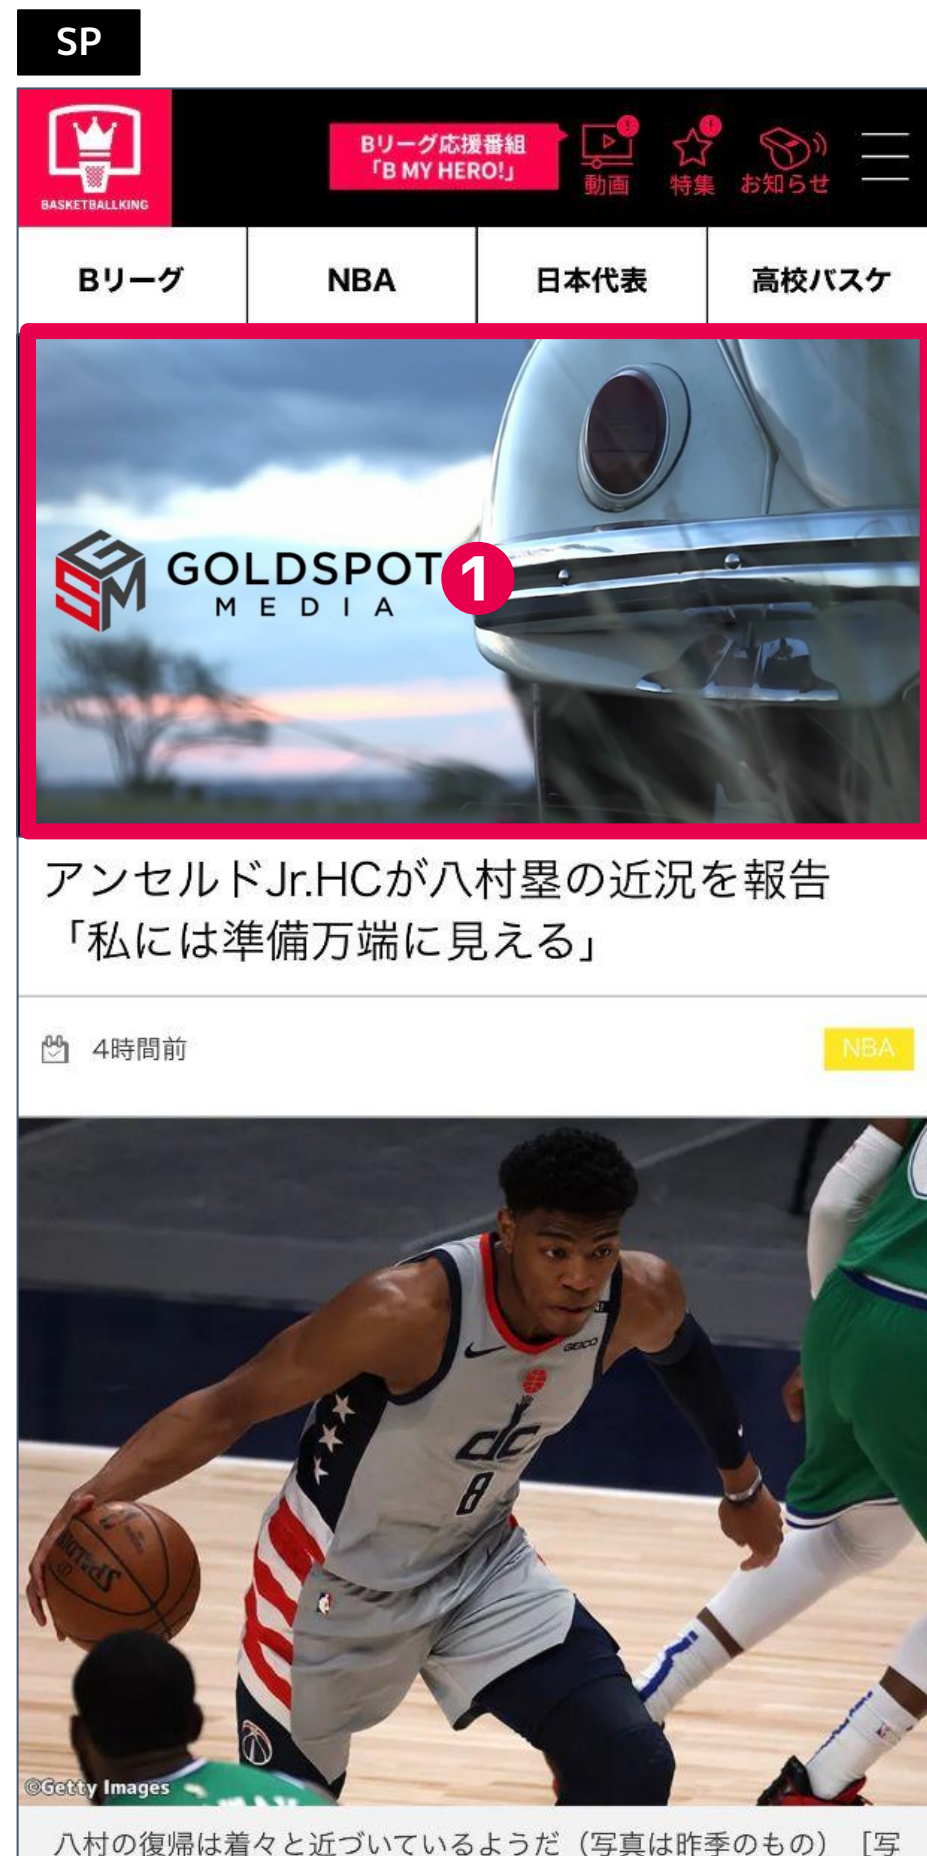 SP
BASKETBALLKING
Bリーグ応援番組
「B MY HERO!」
動画
特集
お知らせ
Bリーグ
NBA
日本代表
高校バスケ
GSM
GOLDSPOT
MEDIA
1
アンセルドJr.HCが八村塁の近況を報告
「私には準備万端に見える」
4時間前
NBA
GEICO
dc
8
SPALDING
©Getty Images
八村の復帰は着々と近づいているようだ（写真は昨季のもの）［写